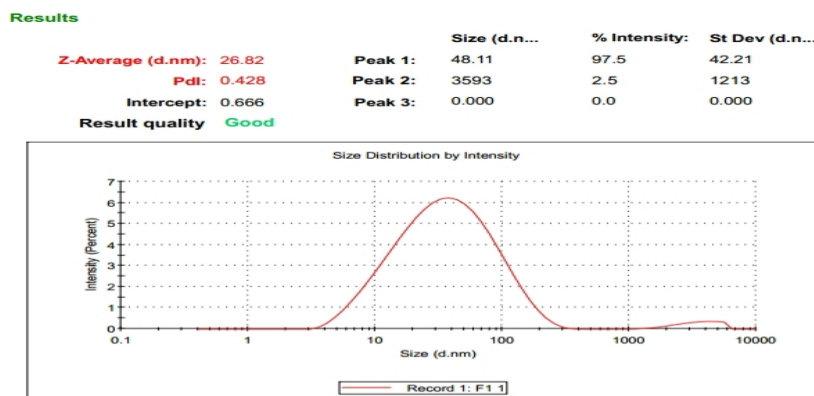 Results
Size (d.n... % Intensity: St Dev (d.n...
Z-Average (d.nm): 26.82 Peak 1: 48.11 97.5 42.21
PdI: 0.428 Peak 2: 3593 2.5 1213
Intercept: 0.666 Peak 3: 0.000 0.0 0.000
Result quality Good
Size Distribution by Intensity
7
6
5
4
3
2
1
0
Intensity (Percent)
0.1 1 10 100 1000 10000
Size (d.nm)
Record 1: F1 1